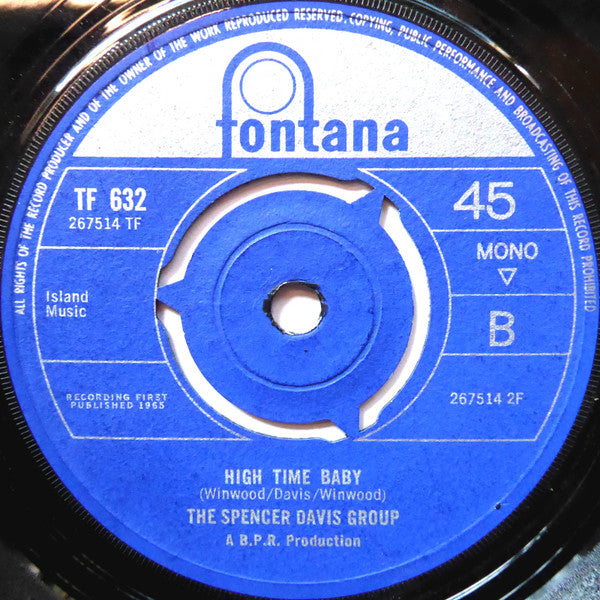 ALL RIGHTS OF THE RECORD PRODUCER AND OF THE OWNER OF THE WORK REPRODUCED RESERVED. COPYING, PUBLIC PERFORMANCE AND BROADCASTING OF THIS RECORD PROHIBITED
fontana
TF 632
267514 TF
45
MONO
B
Island
Music
RECORDING FIRST
PUBLISHED 1965
267514 2F
HIGH TIME BABY
(Winwood/Davis/Winwood)
THE SPENCER DAVIS GROUP
A B.P.R. Production